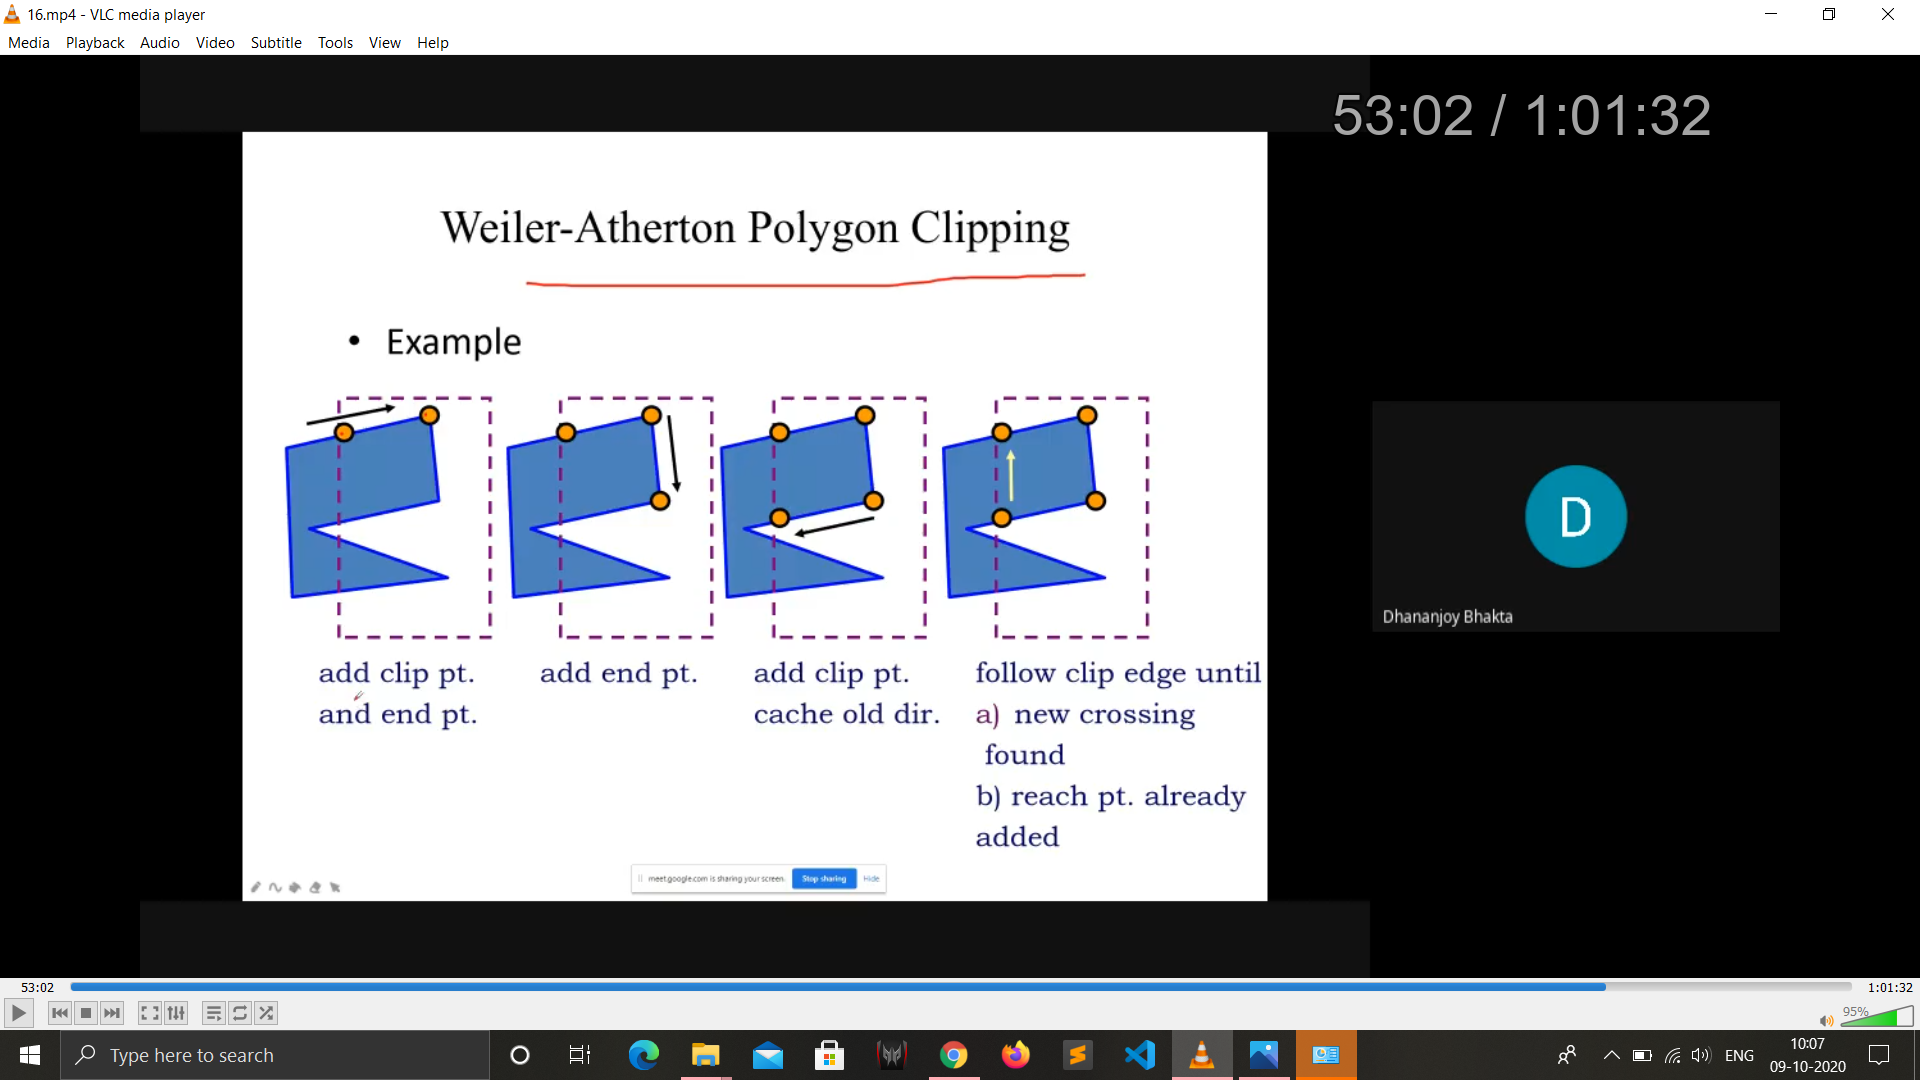 16.mp4 - VLC media player
Media Playback Audio Video Subtitle Tools View Help
53:02 / 1:01:32
Weiler-Atherton Polygon Clipping
• Example
add clip pt.
and end pt.
add end pt.
add clip pt.
cache old dir.
follow clip edge until
a) new crossing
found
b) reach pt. already
added
D
Dhananjoy Bhakta
meet.google.com is sharing your screen. Stop sharing Hide
53:02 1:01:32
95%
Type here to search
ENG
10:07
09-10-2020